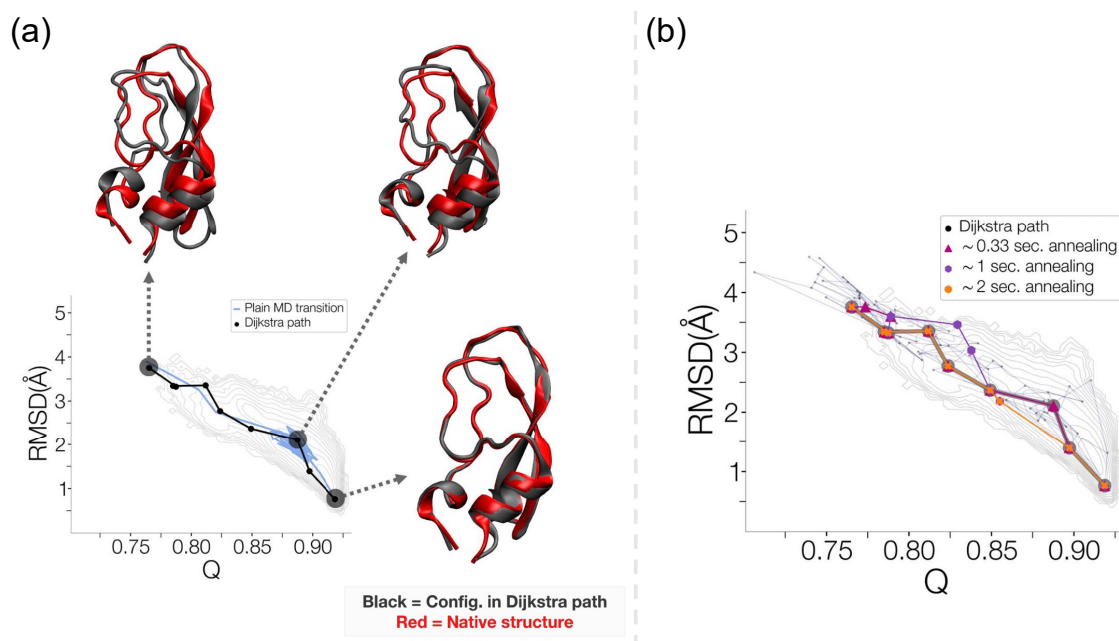 (a)
Plain MD transition
Dijkstra path
5
4
3
2
1
RMSD(Å)
0.75 0.80 0.85 0.90
Q
Black = Config. in Dijkstra path
Red = Native structure
(b)
Dijkstra path
~ 0.33 sec. annealing
~ 1 sec. annealing
~ 2 sec. annealing
5
4
3
2
1
RMSD(Å)
0.75 0.80 0.85 0.90
Q